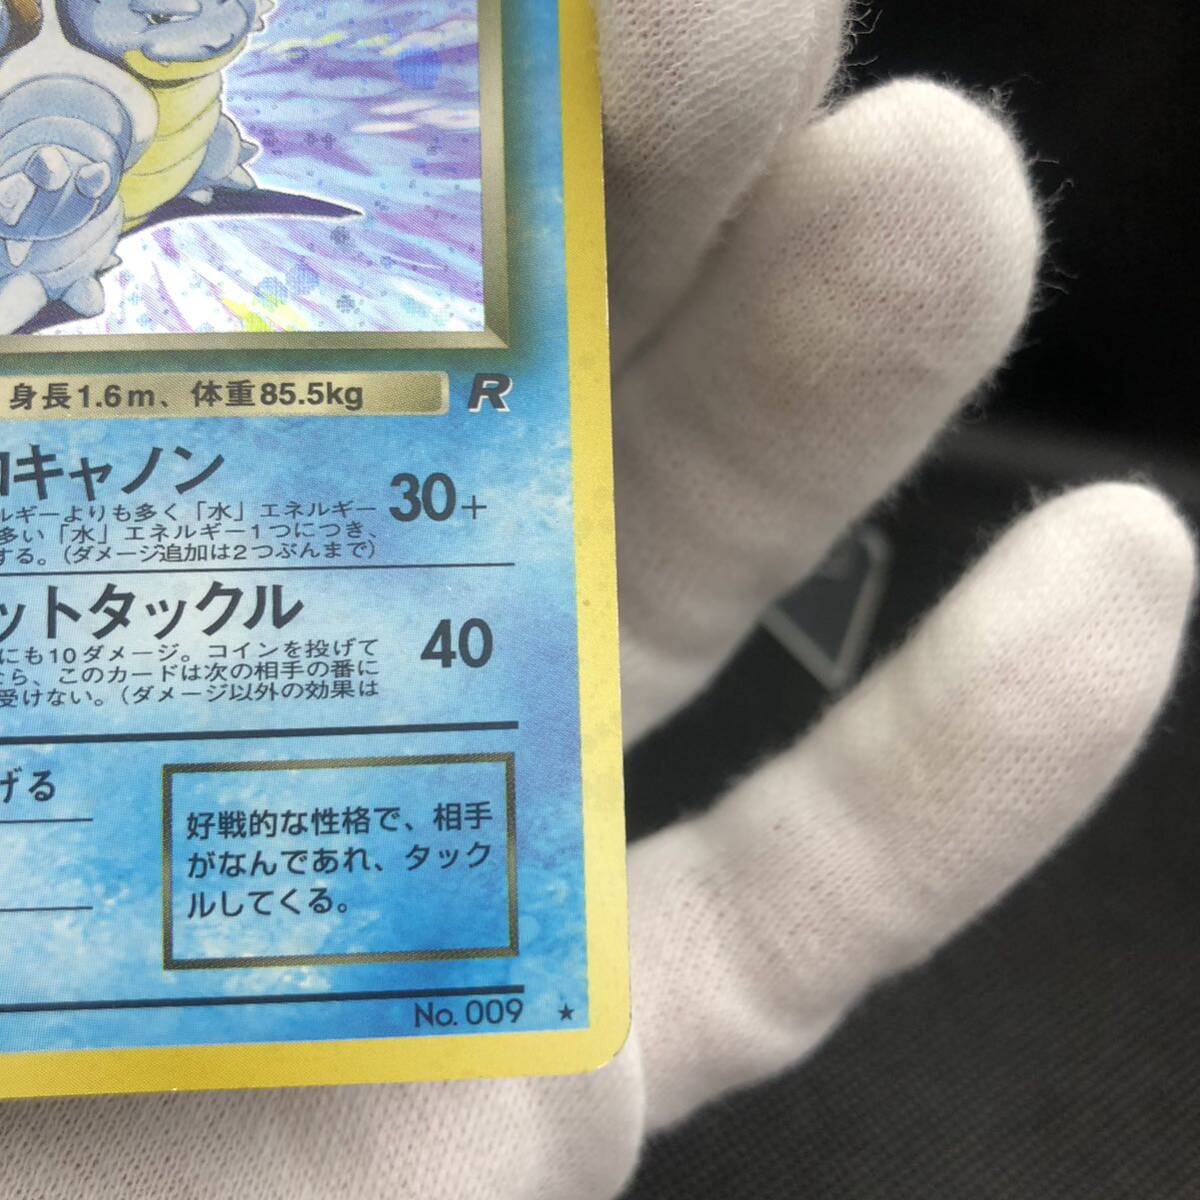 身長1.6m、体重85.5kg R
キャノン 30+
ルギーよりも多く「水」エネルギー
多い「水」エネルギー1つにつき、
する。(ダメージ追加は2つぶんまで)
ットタックル 40
にも10ダメージ。コインを投げて
なら、このカードは次の相手の番に
受けない。(ダメージ以外の効果は
げる
好戦的な性格で、相手
がなんであれ、タック
ルしてくる。
No. 009 ★